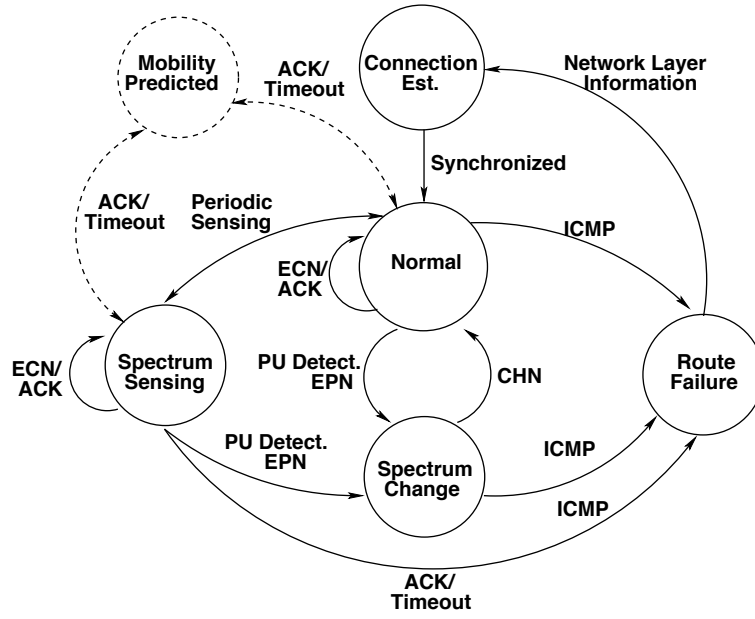 Mobility
Predicted
ACK/
Timeout
Connection
Est.
Network Layer
Information
Synchronized
ACK/
Timeout
Periodic
Sensing
ICMP
Normal
ECN/
ACK
ECN/
ACK
Spectrum
Sensing
PU Detect.
EPN
CHN
Route
Failure
PU Detect.
EPN
Spectrum
Change
ICMP
ICMP
ACK/
Timeout